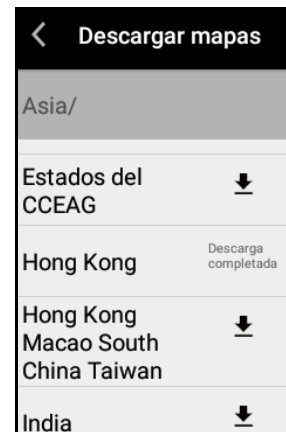 Descargar mapas
Asia/
Estados del
CCEAG
Hong Kong
Descarga
completada
Hong Kong
Macao South
China Taiwan
India